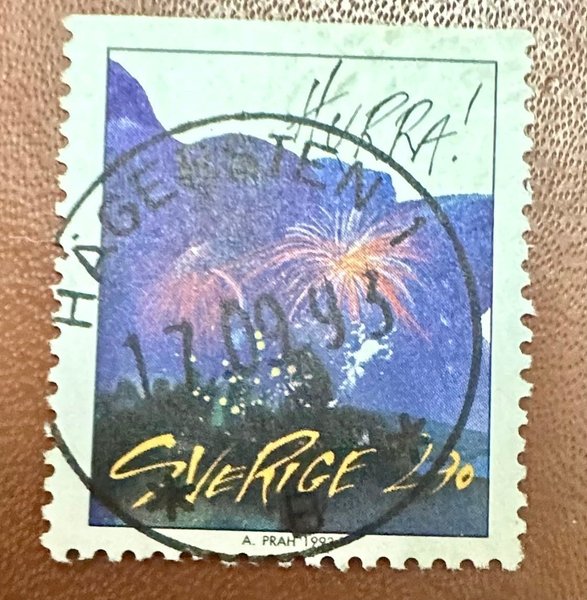 HURRA!
HÄGERSTEN 1
17.09.93
SVERIGE 2,90
* B *
A. PRAH 1993